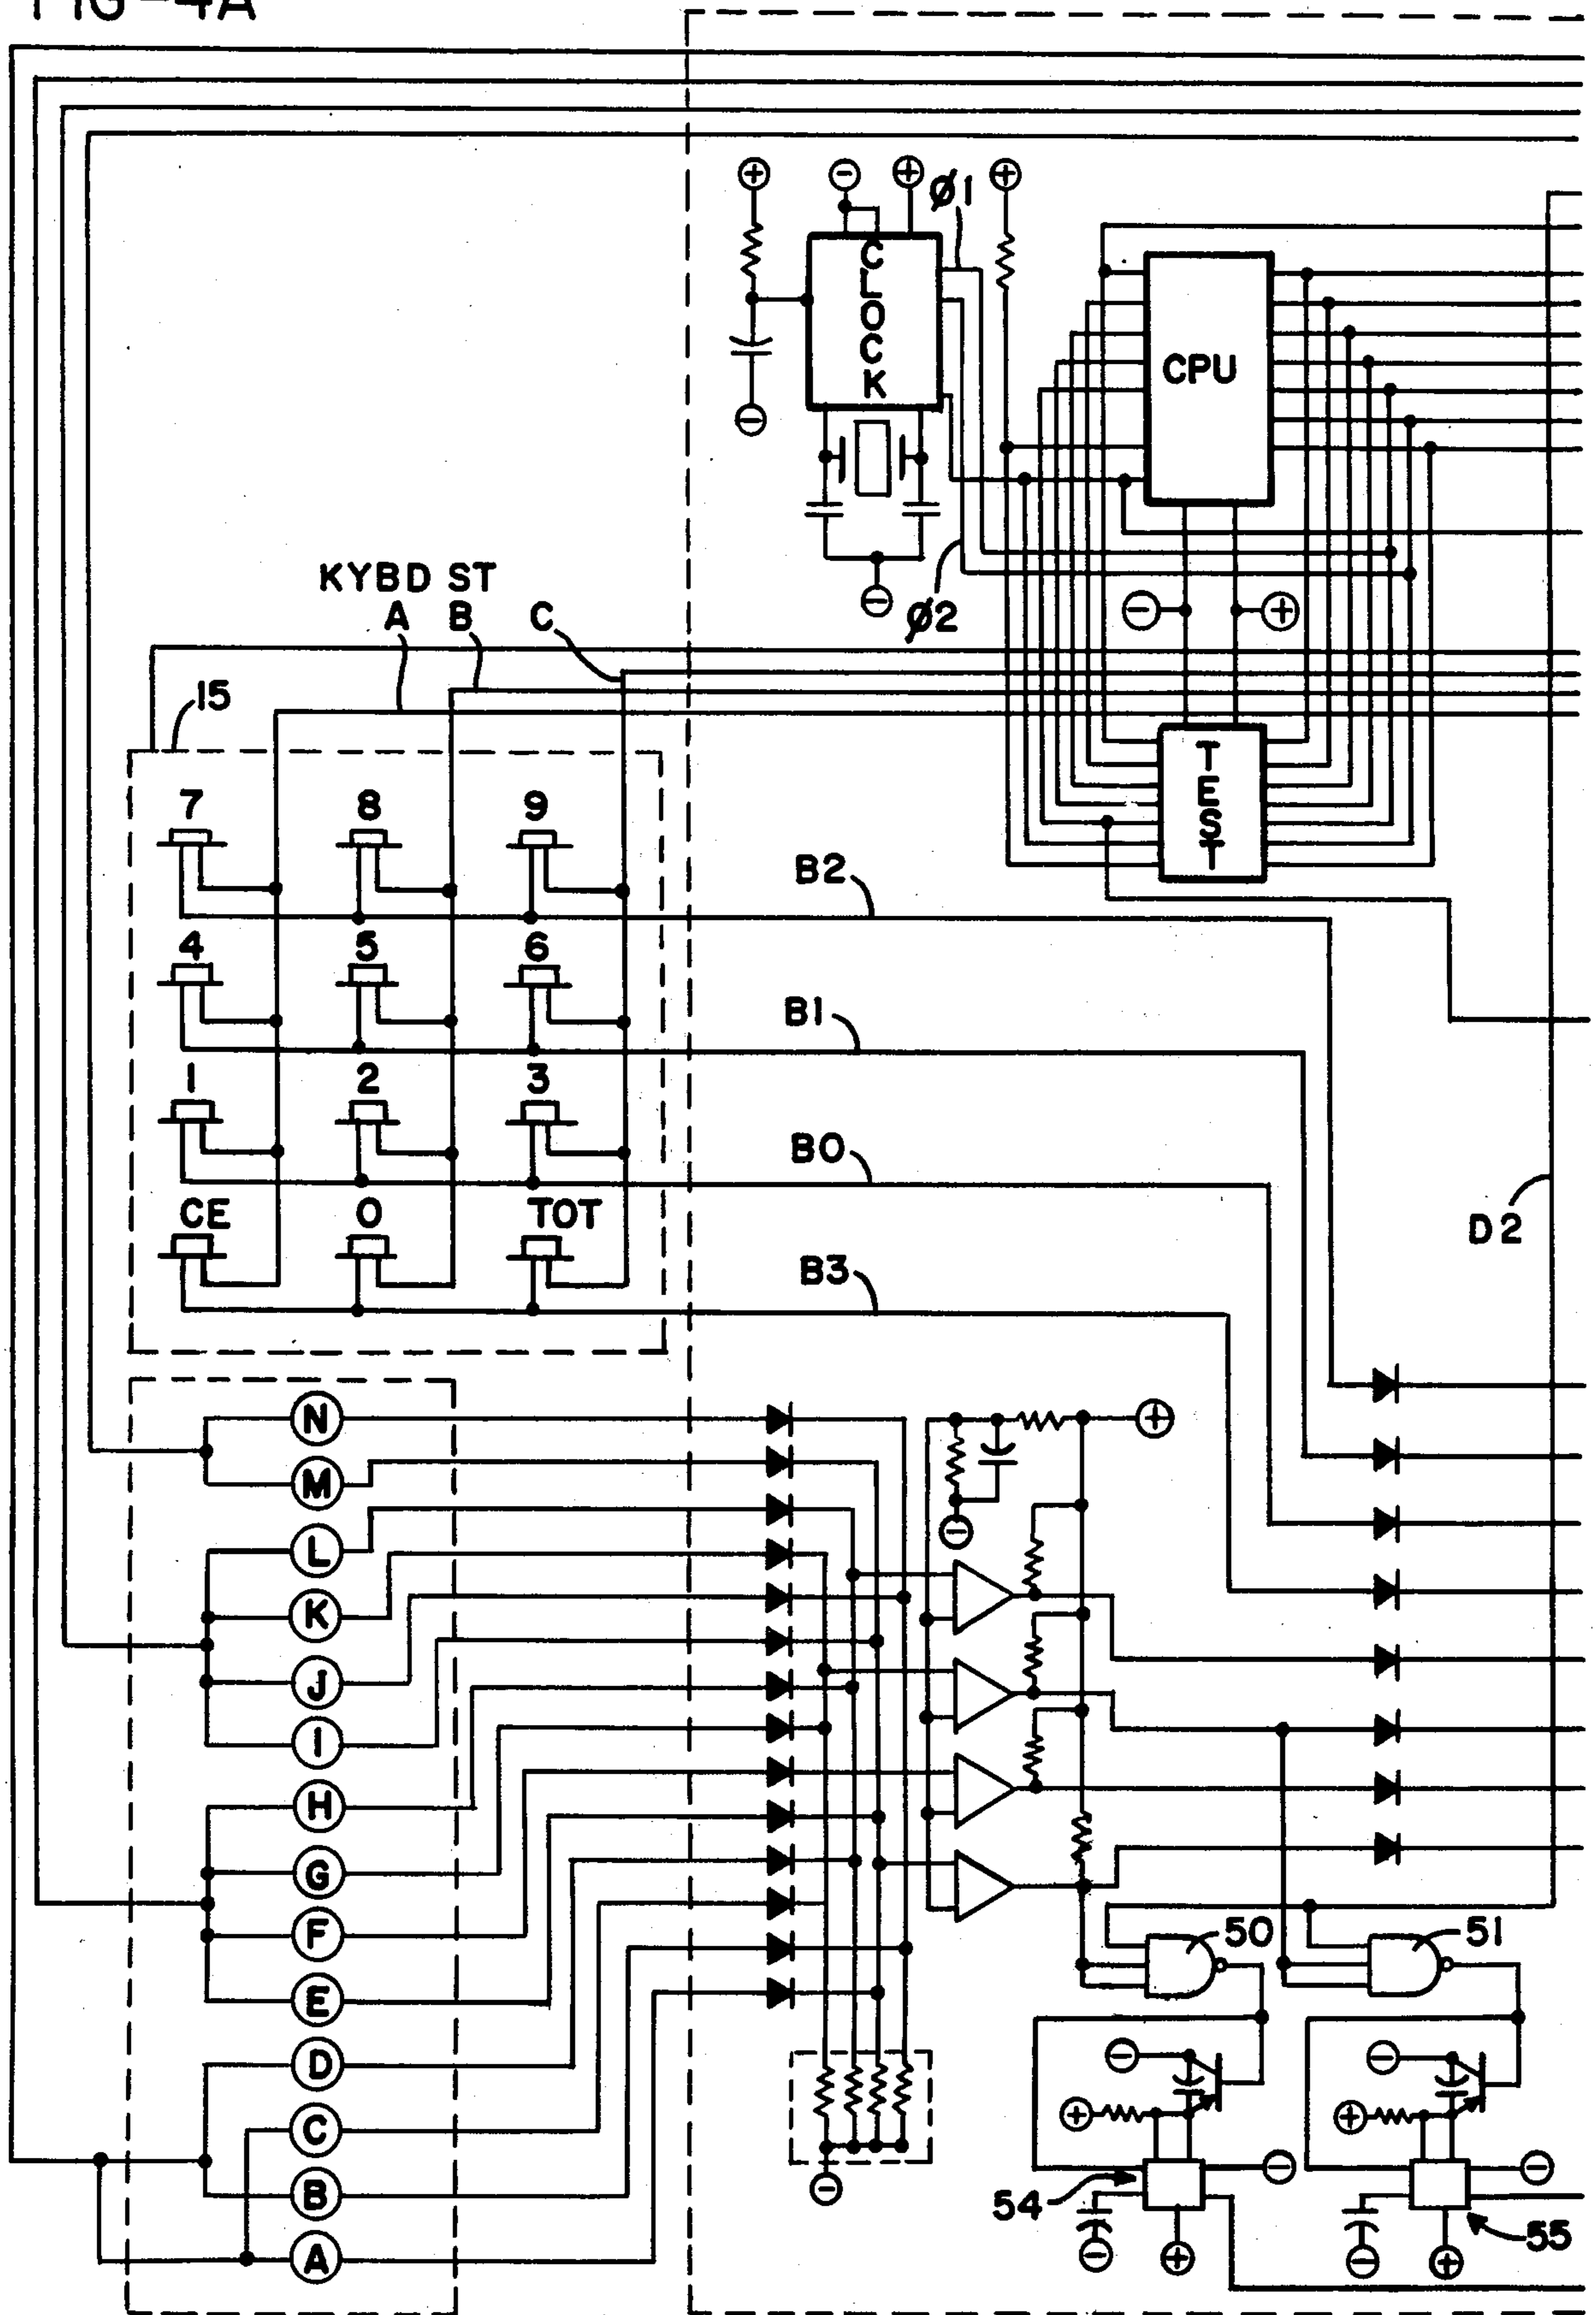 FIG-4A
Ø1
CLOCK
CPU
Ø2
KYBD ST
A B C
15
TEST
7 8 9
B2
4 5 6
B1
1 2 3
B0
CE 0 TOT
D2
B3
N
M
L
K
J
I
H
G
F
50 51
E
D
C
B
54
55
A